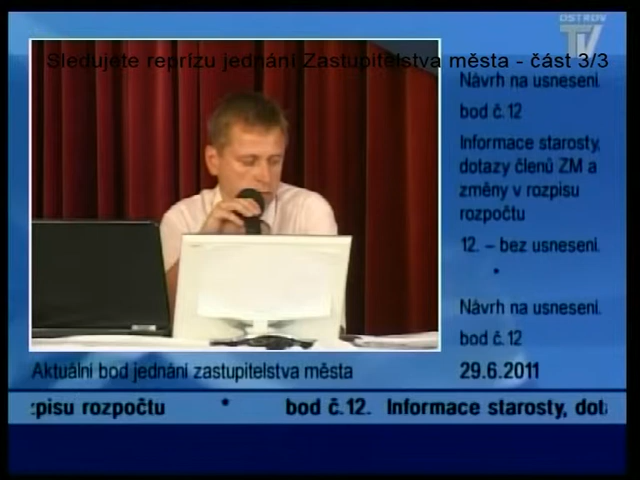 OSTROV
TV
Sledujete reprízu jednání Zastupitelstva města - část 3/3
Návrh na usnesení.
bod č.12
Informace starosty,
dotazy členů ZM a
změny v rozpisu
rozpočtu
12. – bez usnesení.
*
Návrh na usnesení.
bod č.12
Aktuální bod jednání zastupitelstva města
29.6.2011
pisu rozpočtu * bod č.12. Informace starosty, dot